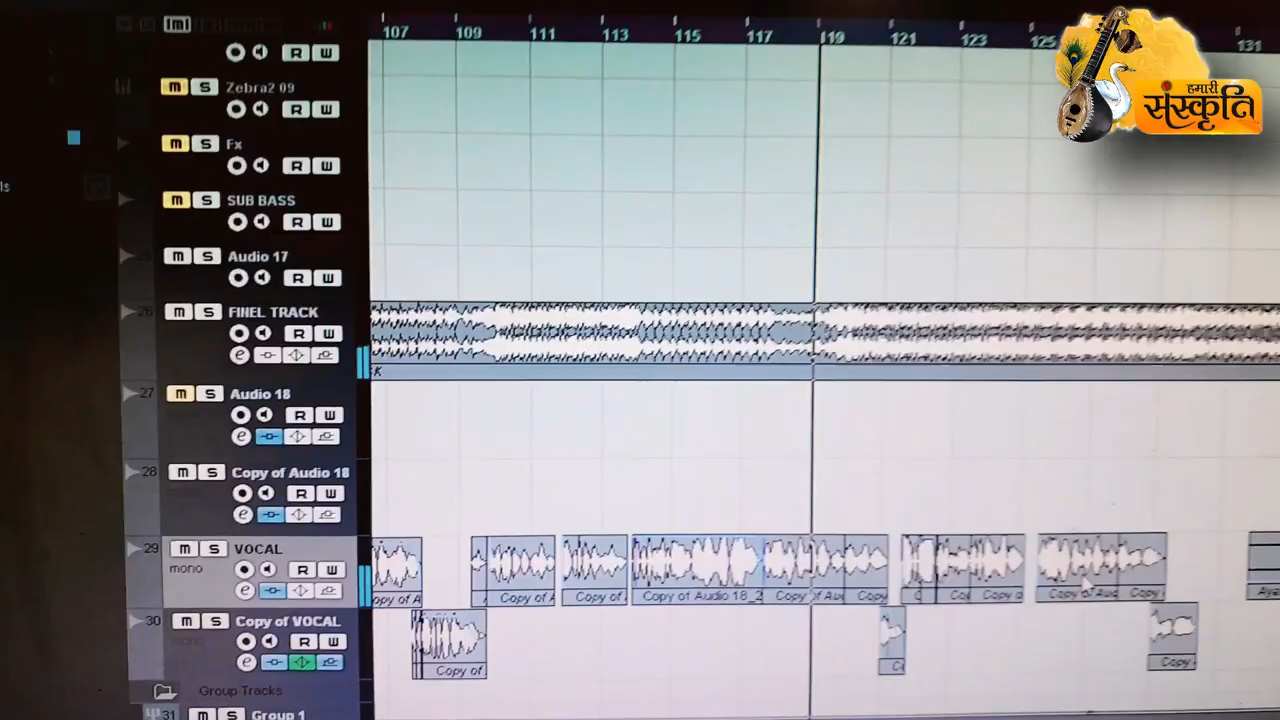 107 109 111 113 115 117 119 121 123 125 131
हमारी
संस्कृति
R W
m S Zebra2 09
R W
m S Fx
R W
m S SUB BASS
R W
m S Audio 17
R W
26 m S FINEL TRACK
R W
e
27 m S Audio 18
R W
e
28 m S Copy of Audio 18
R W
e
29 m S VOCAL
mono R W
e
Copy of Copy of Audio 18_2 Copy
30 m S Copy of VOCAL
mono R W
e
Copy of Copy
Group Tracks
31 m S Group 1